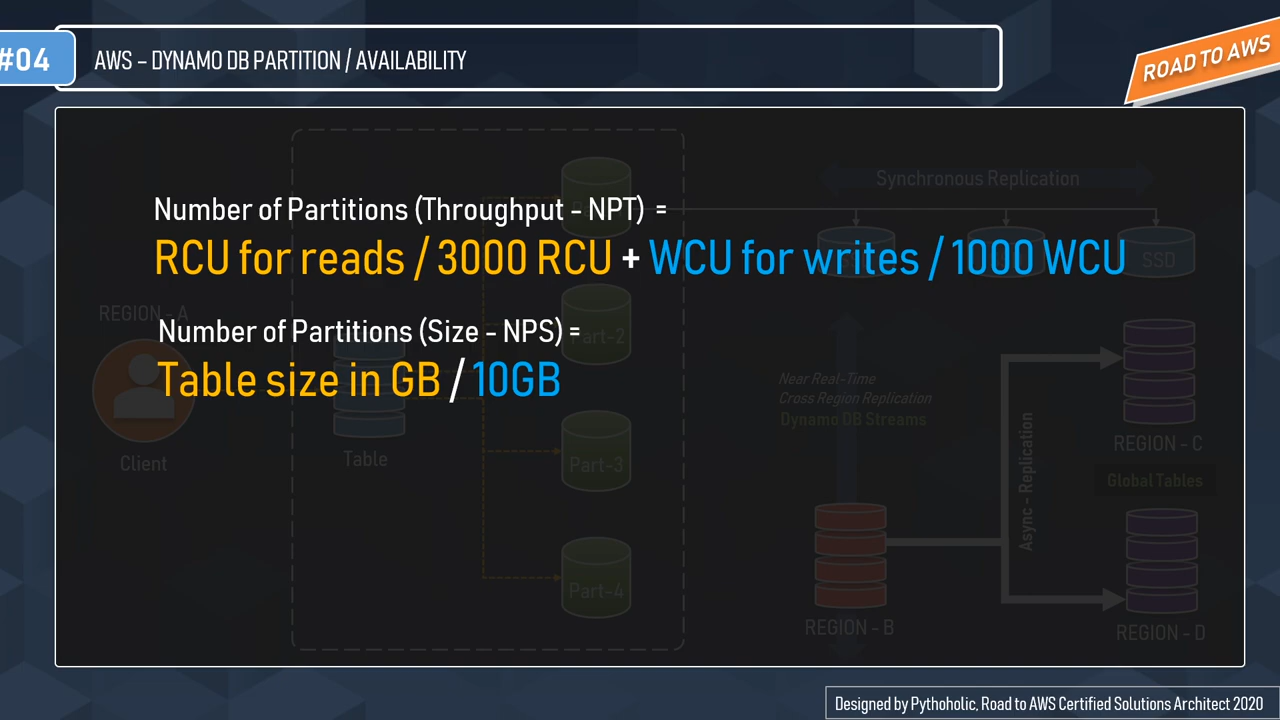 #04
AWS – DYNAMO DB PARTITION / AVAILABILITY
ROAD TO AWS
Number of Partitions (Throughput - NPT) =
RCU for reads / 3000 RCU + WCU for writes / 1000 WCU
Number of Partitions (Size - NPS) =
Table size in GB / 10GB
Synchronous Replication
SSD
REGION - A
Client
Table
Part-2
Part-3
Part-4
Near Real-Time
Cross Region Replication
Dynamo DB Streams
Async - Replication
REGION - B
REGION - C
Global Tables
REGION - D
Designed by Pythoholic, Road to AWS Certified Solutions Architect 2020